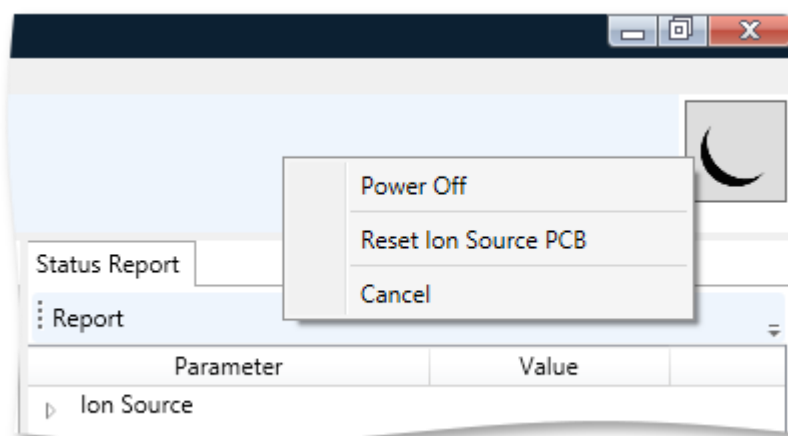 Power Off
Reset Ion Source PCB
Cancel
Status Report
Report
Parameter Value
Ion Source